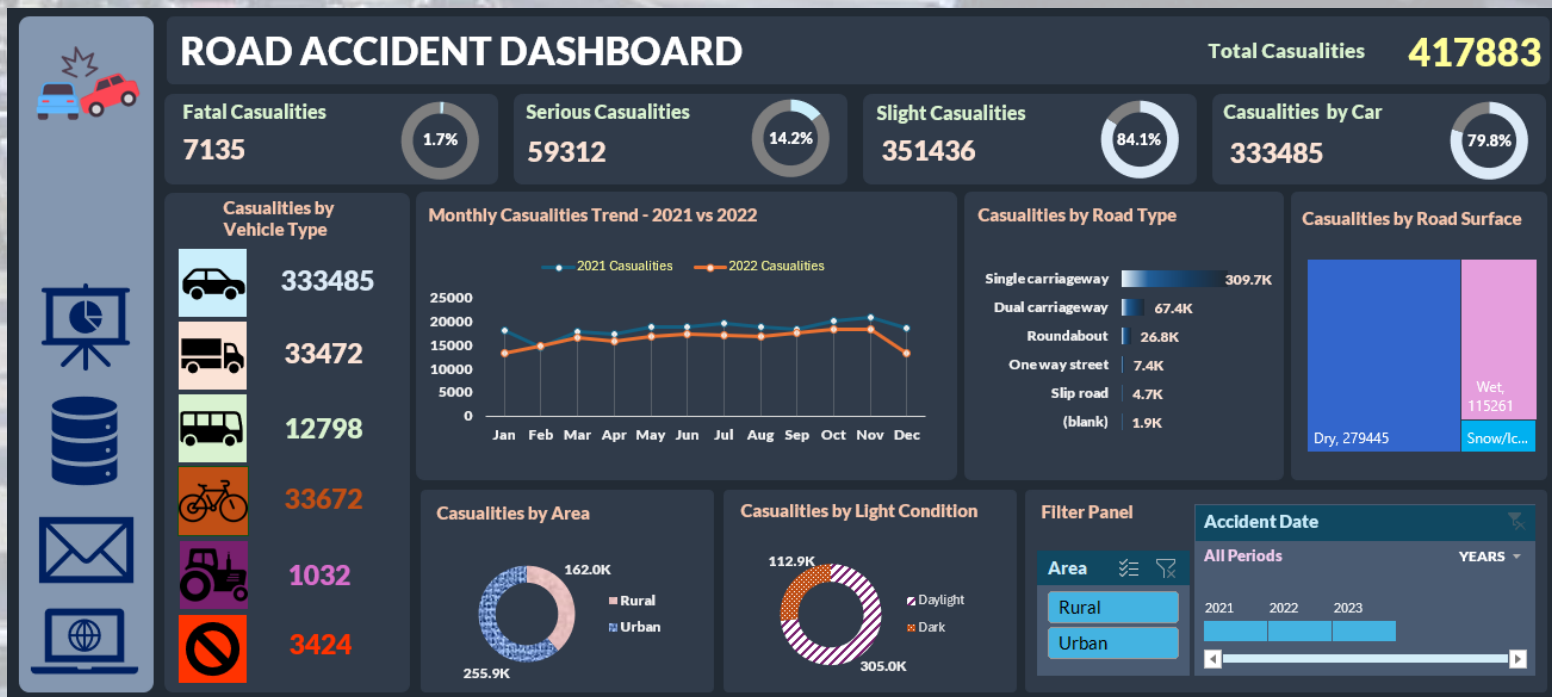 ROAD ACCIDENT DASHBOARD
Total Casualities
417883
Fatal Casualities
7135
1.7%
Serious Casualities
59312
14.2%
Slight Casualities
351436
84.1%
Casualities by Car
333485
79.8%
Casualities by
Vehicle Type
333485
33472
12798
33672
1032
3424
Monthly Casualities Trend - 2021 vs 2022
2021 Casualities
2022 Casualities
25000
20000
15000
10000
5000
0
Jan Feb Mar Apr May Jun Jul Aug Sep Oct Nov Dec
Casualities by Road Type
Single carriageway 309.7K
Dual carriageway 67.4K
Roundabout 26.8K
One way street 7.4K
Slip road 4.7K
(blank) 1.9K
Casualities by Road Surface
Dry, 279445
Wet,
115261
Snow/Ic...
Casualities by Area
162.0K
Rural
Urban
255.9K
Casualities by Light Condition
112.9K
Daylight
Dark
305.0K
Filter Panel
Area
Rural
Urban
Accident Date
All Periods
YEARS
2021 2022 2023